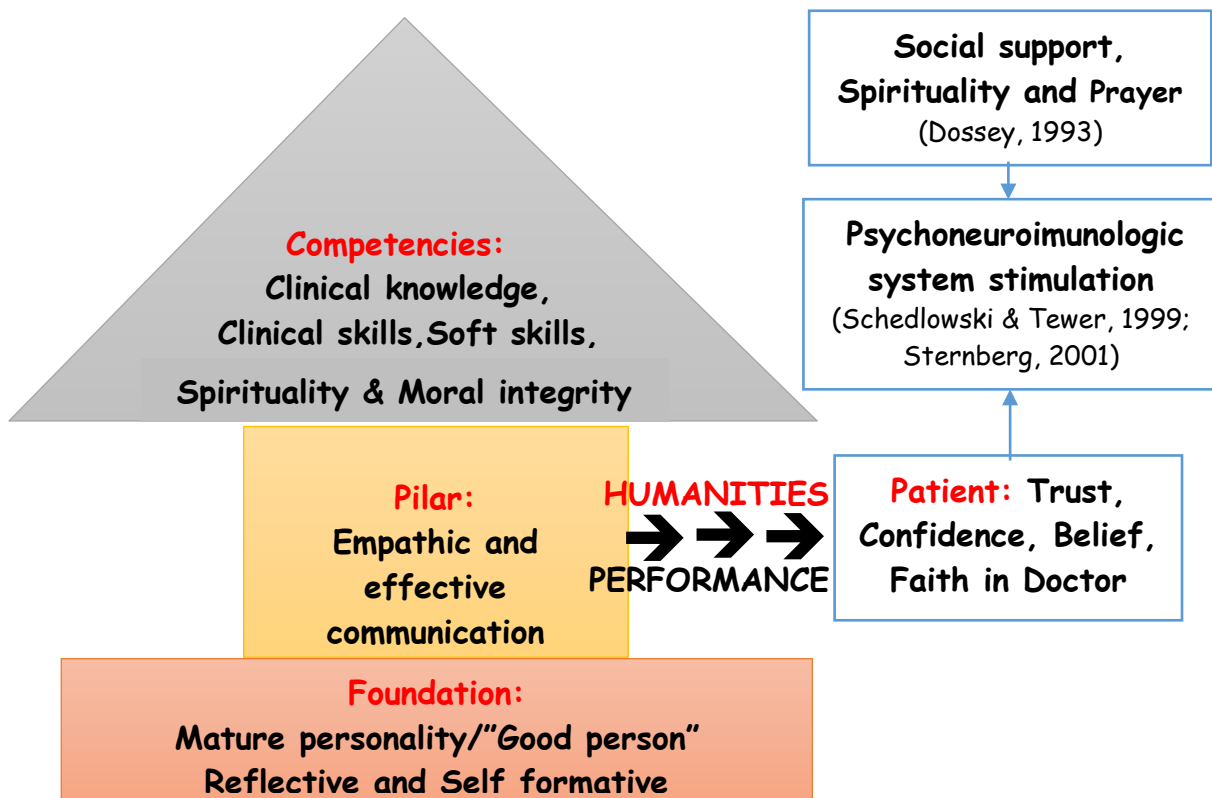 Competencies:
Clinical knowledge,
Clinical skills,Soft skills,
Spirituality & Moral integrity
Pilar:
Empathic and
effective
communication
Foundation:
Mature personality/”Good person”
Reflective and Self formative
HUMANITIES
PERFORMANCE
Social support,
Spirituality and Prayer
(Dossey, 1993)
Psychoneuroimunologic
system stimulation
(Schedlowski & Tewer, 1999;
Sternberg, 2001)
Patient: Trust,
Confidence, Belief,
Faith in Doctor